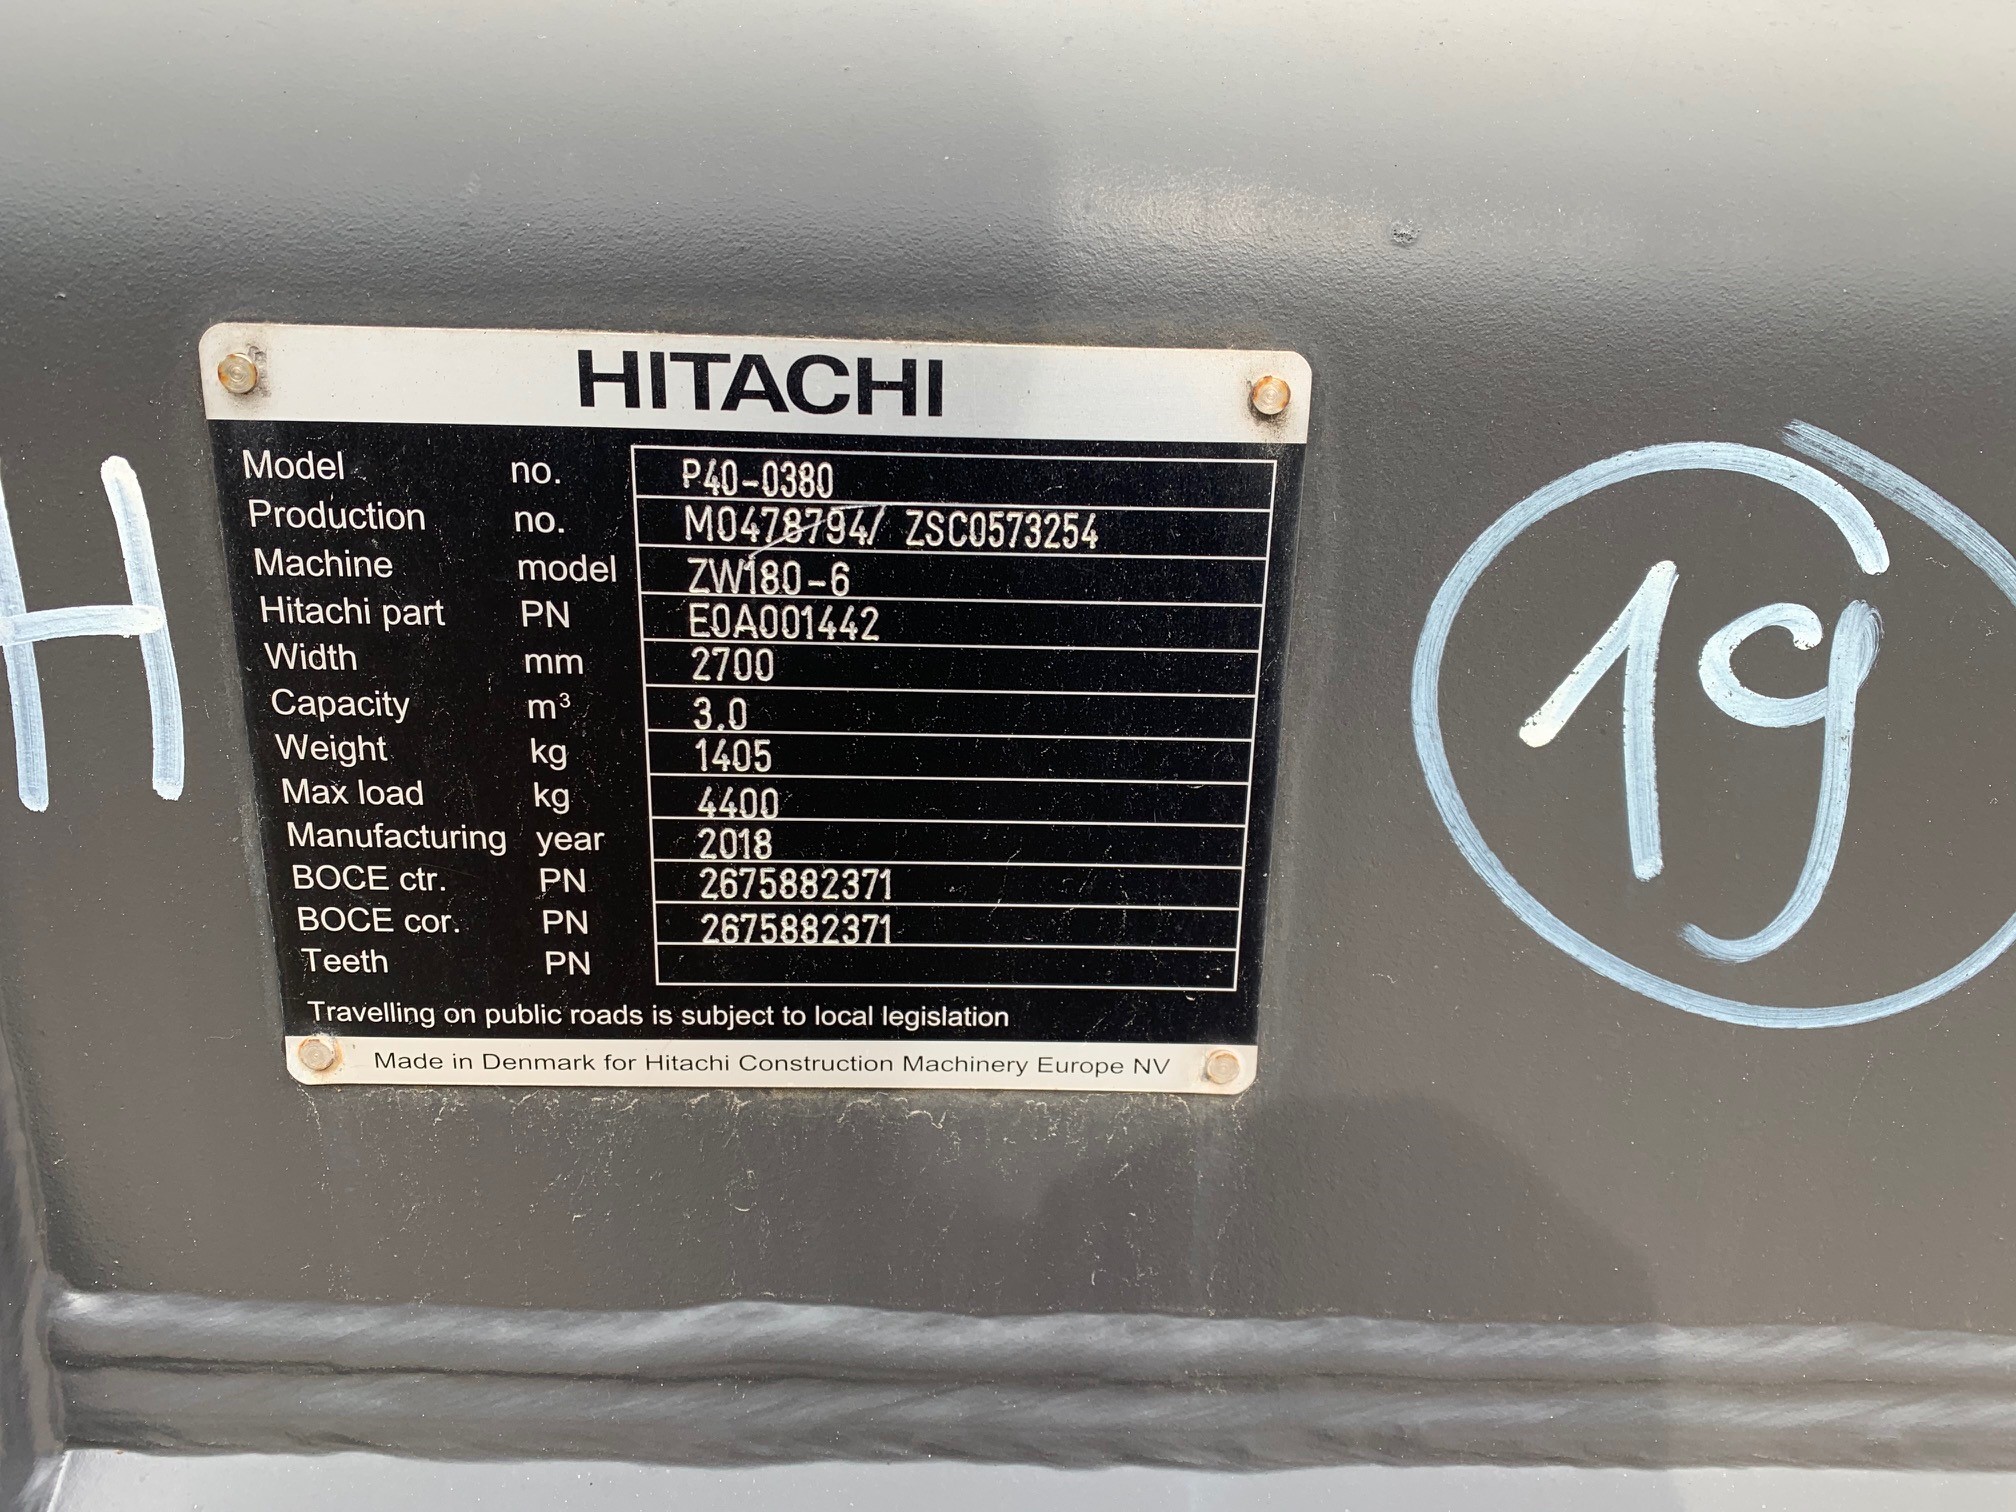 HITACHI
Model no. P40-0380
Production no. M0478794/ ZSC0573254
Machine model ZW180-6
Hitachi part PN E0A001442
Width mm 2700
Capacity m³ 3.0
Weight kg 1405
Max load kg 4400
Manufacturing year 2018
BOCE ctr. PN 2675882371
BOCE cor. PN 2675882371
Teeth PN
Travelling on public roads is subject to local legislation
Made in Denmark for Hitachi Construction Machinery Europe NV
H
19